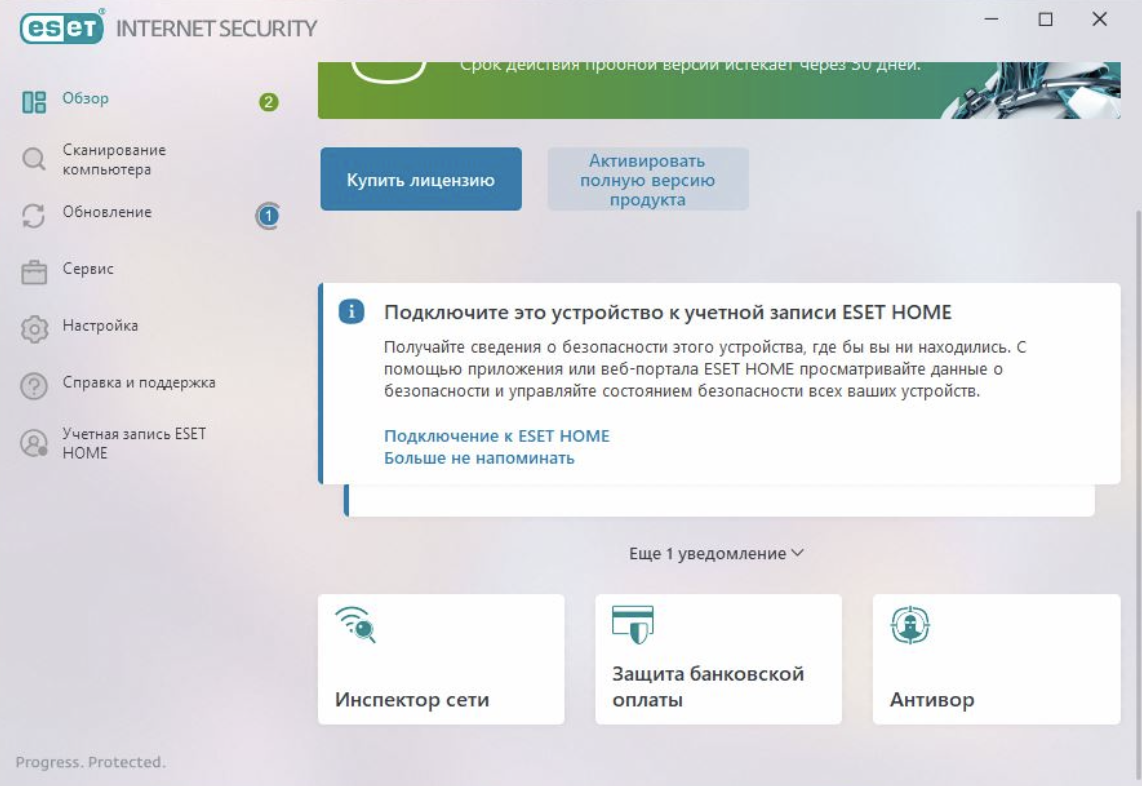 eseT INTERNET SECURITY
Обзор
2
Сканирование
компьютера
Обновление
1
Сервис
Настройка
Справка и поддержка
Учетная запись ESET
HOME
Progress. Protected.
Срок действия пробной версии истекает через 30 дней.
Купить лицензию
Активировать
полную версию
продукта
Подключите это устройство к учетной записи ESET HOME
Получайте сведения о безопасности этого устройства, где бы вы ни находились. С
помощью приложения или веб-портала ESET HOME просматривайте данные о
безопасности и управляйте состоянием безопасности всех ваших устройств.
Подключение к ESET HOME
Больше не напоминать
Еще 1 уведомление
Инспектор сети
Защита банковской
оплаты
Антивор